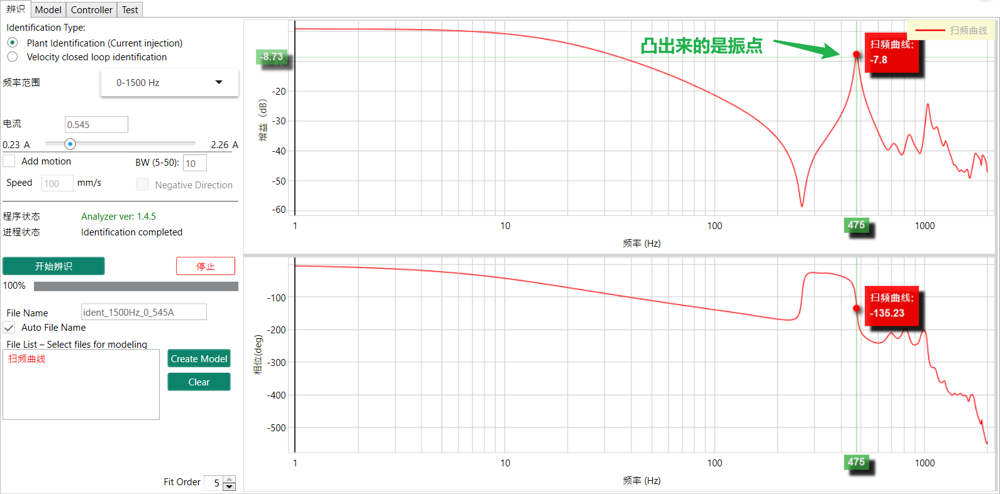 辨识 Model Controller Test
Identification Type:
Plant Identification (Current injection)
Velocity closed loop identification
频率范围 0-1500 Hz
电流 0.545
0.23 A 2.26 A
Add motion BW (5-50): 10
Speed 100 mm/s Negative Direction
程序状态 Analyzer ver: 1.4.5
进程状态 Identification completed
开始辨识 停止
100%
File Name ident_1500Hz_0_545A
Auto File Name
File List – Select files for modeling
扫频曲线
Create Model
Clear
Fit Order 5
扫频曲线
凸出来的是振点
扫频曲线:
-7.8
-8.73
-20
-30
-40
-50
-60
增益 (dB)
1 10 100 475 1000
频率 (Hz)
扫频曲线:
-135.23
-100
-200
-300
-400
-500
相位(deg)
1 10 100 475 1000
频率 (Hz)